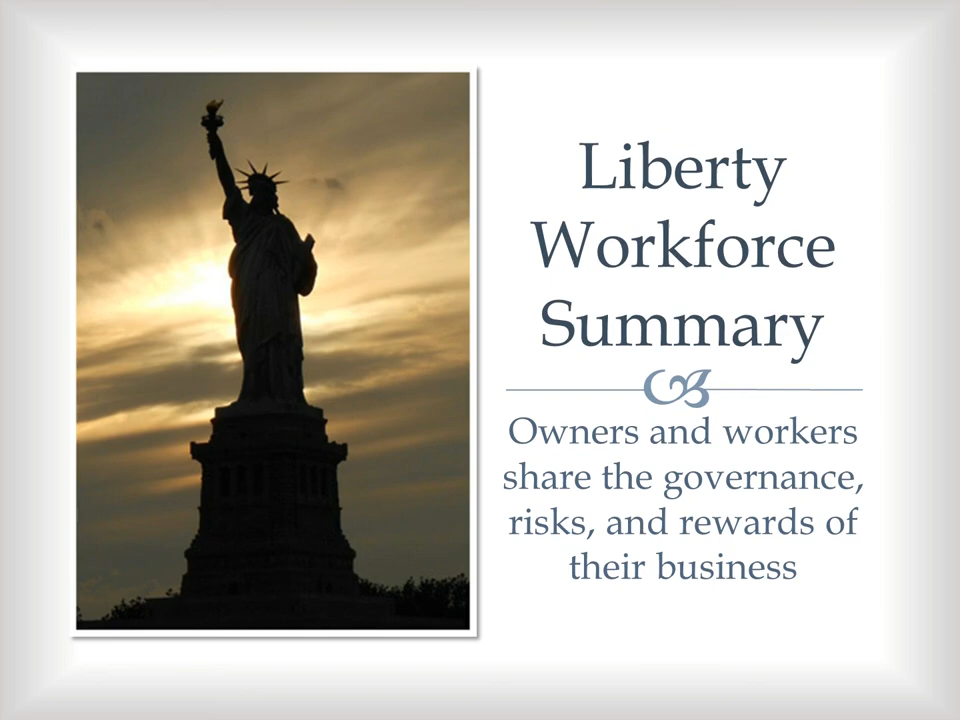 Liberty
Workforce
Summary
Owners and workers
share the governance,
risks, and rewards of
their business